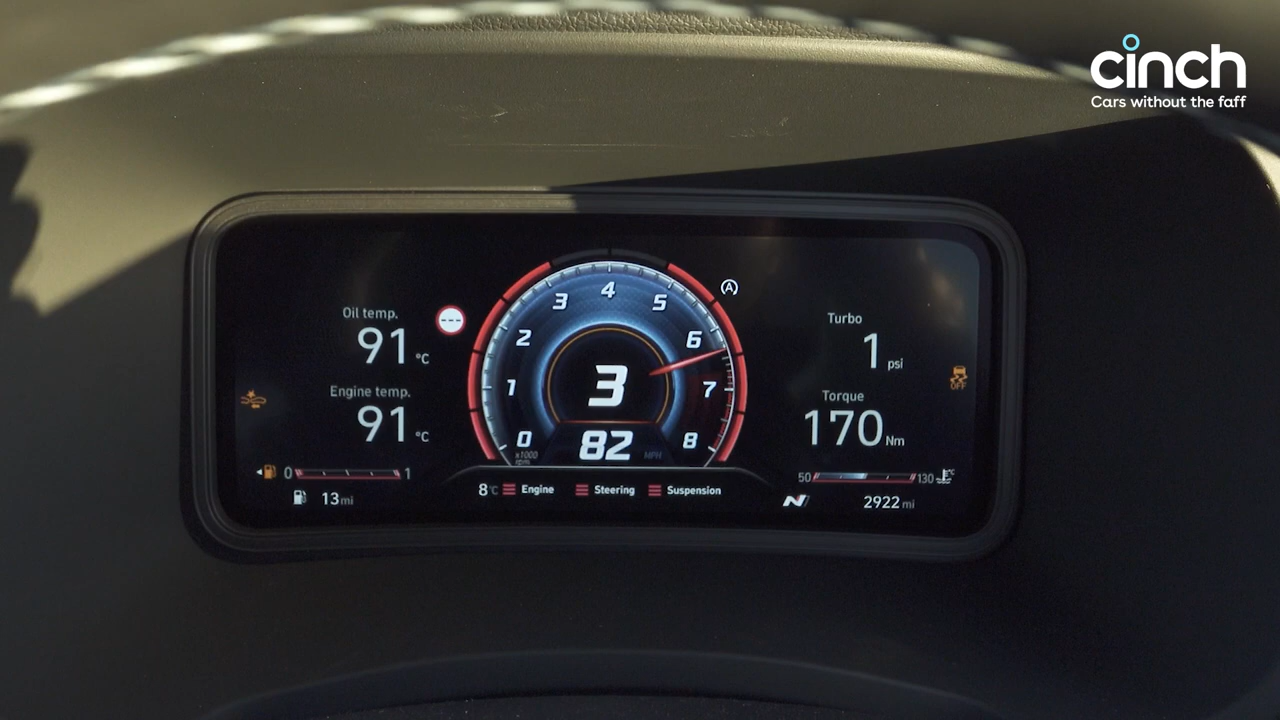 cinch
Cars without the faff
Oil temp.
91 °C
Engine temp.
91 °C
0 1
13 mi
0 1 2 3 4 5 6 7 8
x1000
rpm
3
82 MPH
8°C Engine Steering Suspension
A
Turbo
1 psi
Torque
170 Nm
OFF
50 130 °C
N
2922 mi